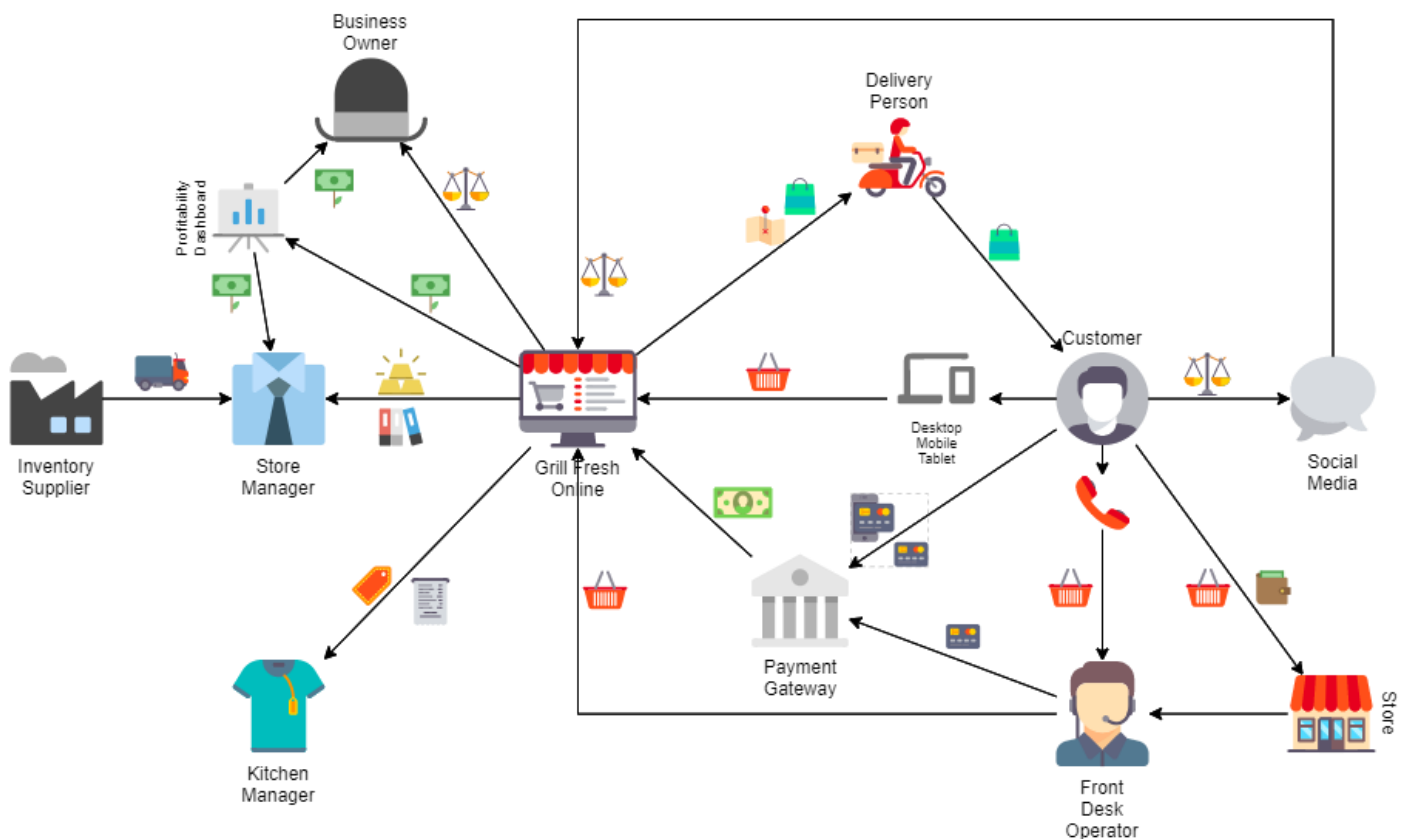 Business
Owner
Delivery
Person
Profitability
Dashboard
Customer
Desktop
Mobile
Tablet
Inventory
Supplier
Store
Manager
Grill Fresh
Online
Social
Media
Payment
Gateway
Store
Kitchen
Manager
Front
Desk
Operator